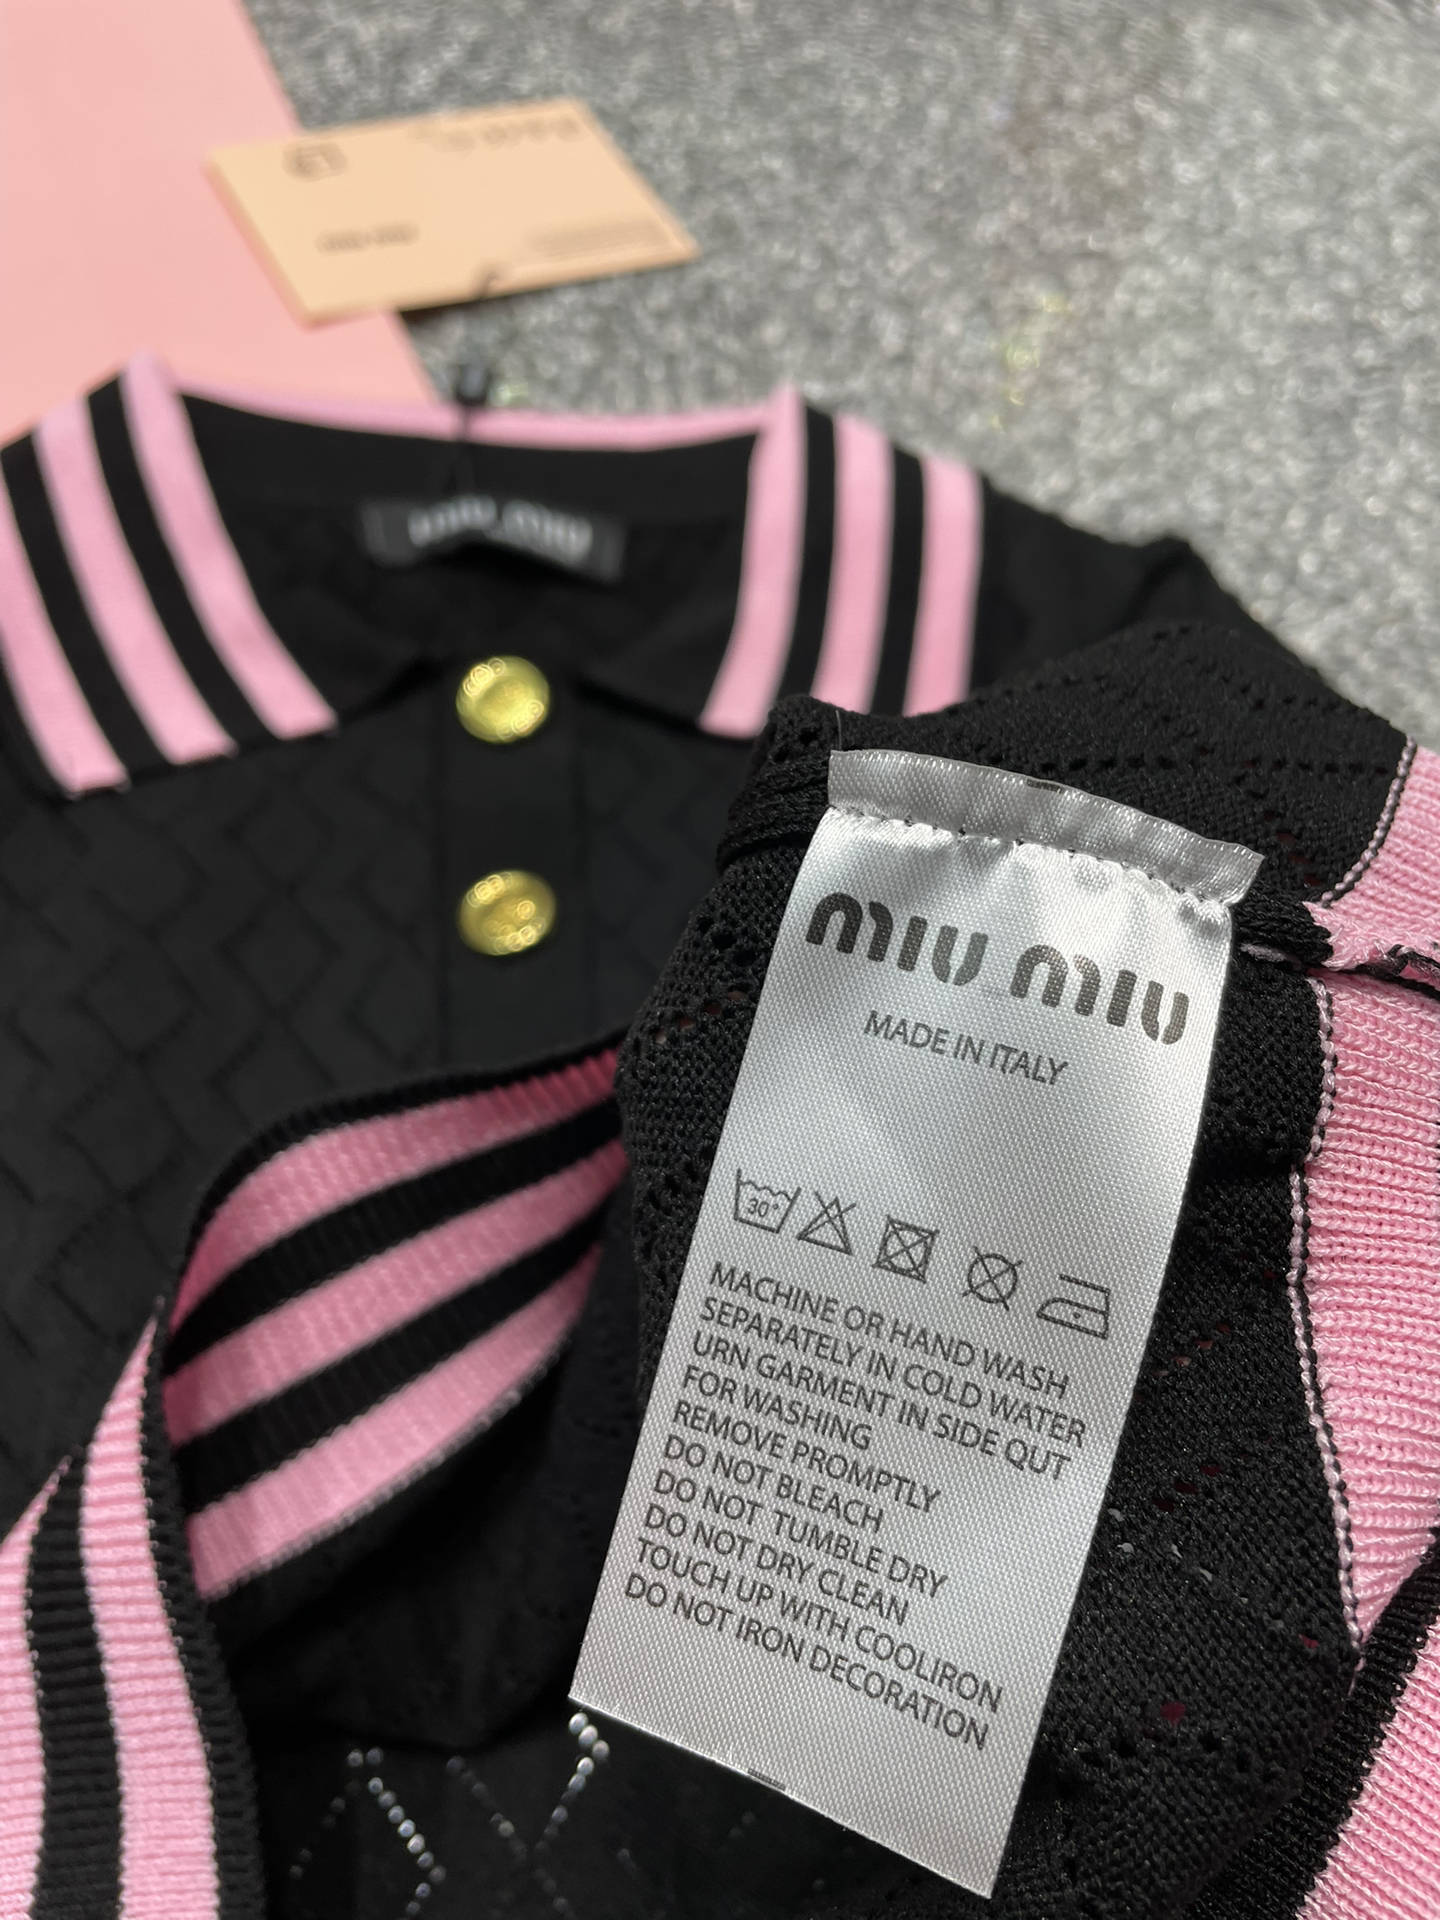 miu miu
miu miu
MADE IN ITALY
30°
MACHINE OR HAND WASH
SEPARATELY IN COLD WATER
URN GARMENT IN SIDE QUT
FOR WASHING
REMOVE PROMPTLY
DO NOT BLEACH
DO NOT TUMBLE DRY
DO NOT DRY CLEAN
TOUCH UP WITH COOLIRON
DO NOT IRON DECORATION